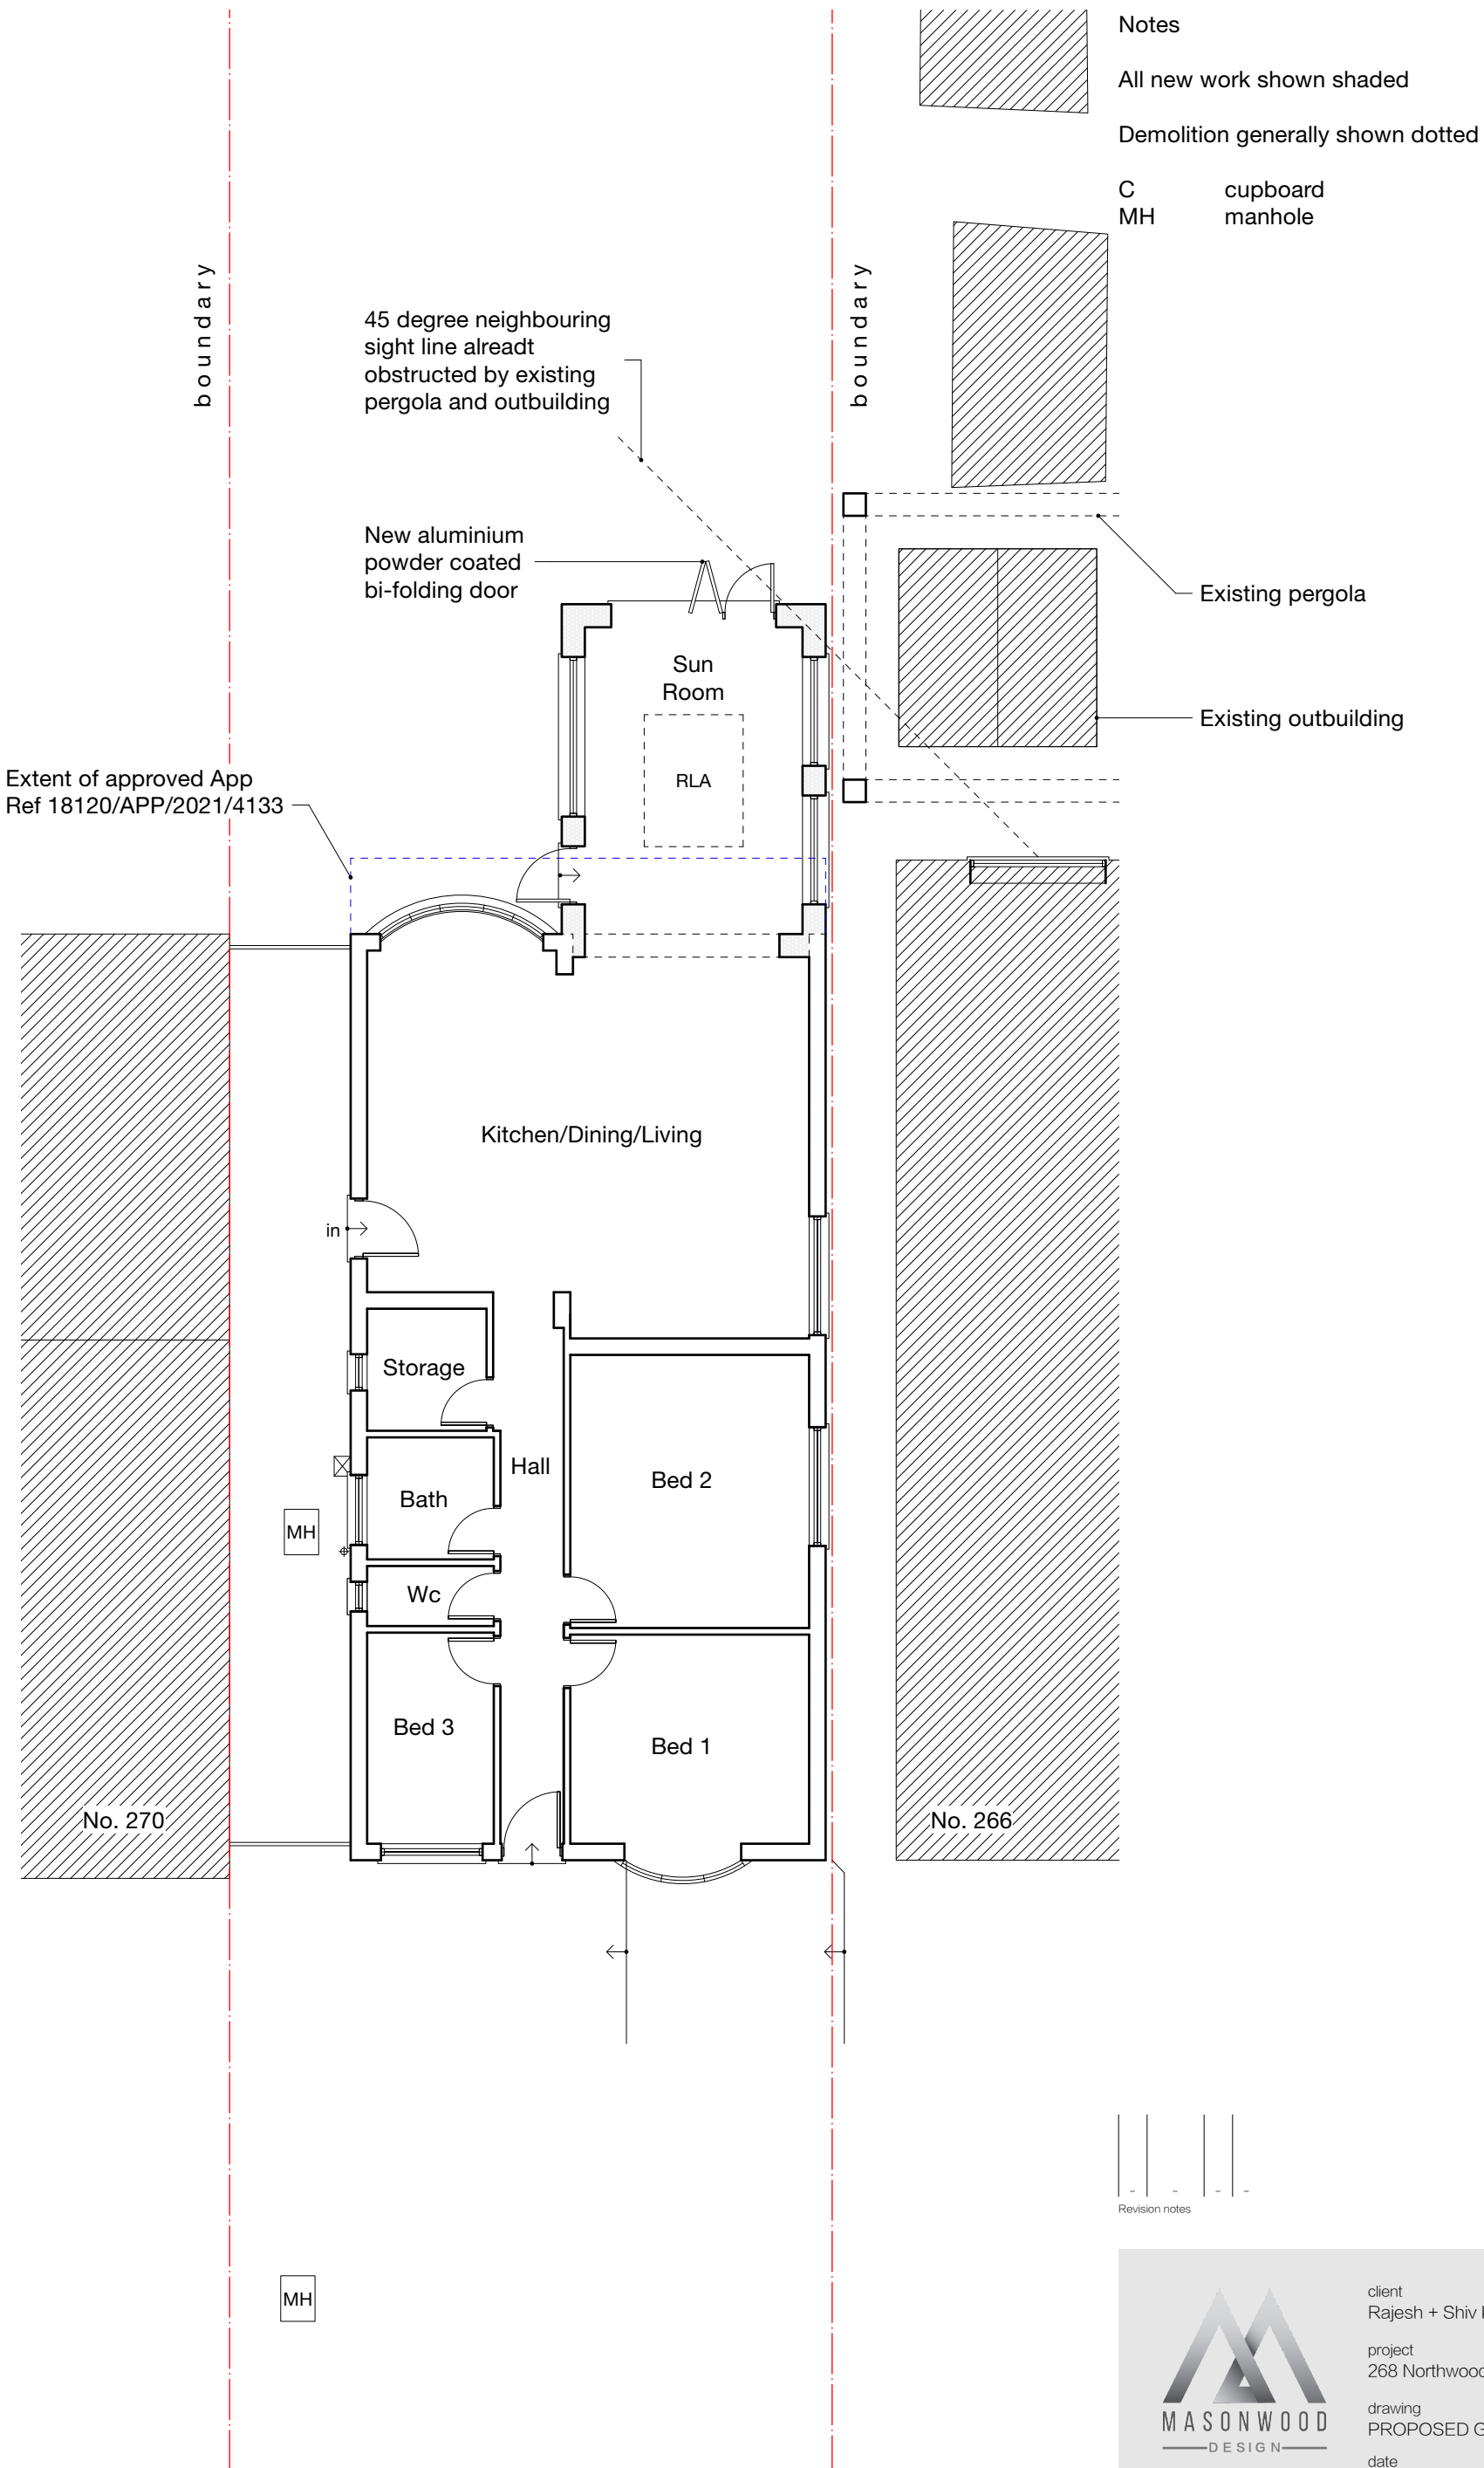 Notes
All new work shown shaded
Demolition generally shown dotted
C cupboard
MH manhole
boundary
boundary
45 degree neighbouring
sight line alreadt
obstructed by existing
pergola and outbuilding
New aluminium
powder coated
bi-folding door
Existing pergola
Sun
Room
Existing outbuilding
RLA
Extent of approved App
Ref 18120/APP/2021/4133
Kitchen/Dining/Living
in
Storage
Hall
Bed 2
Bath
MH
Wc
Bed 3
Bed 1
No. 270
No. 266
- - - -
Revision notes
MH
client
Rajesh + Shiv
project
268 Northwood
drawing
PROPOSED G
date
MASONWOOD
DESIGN